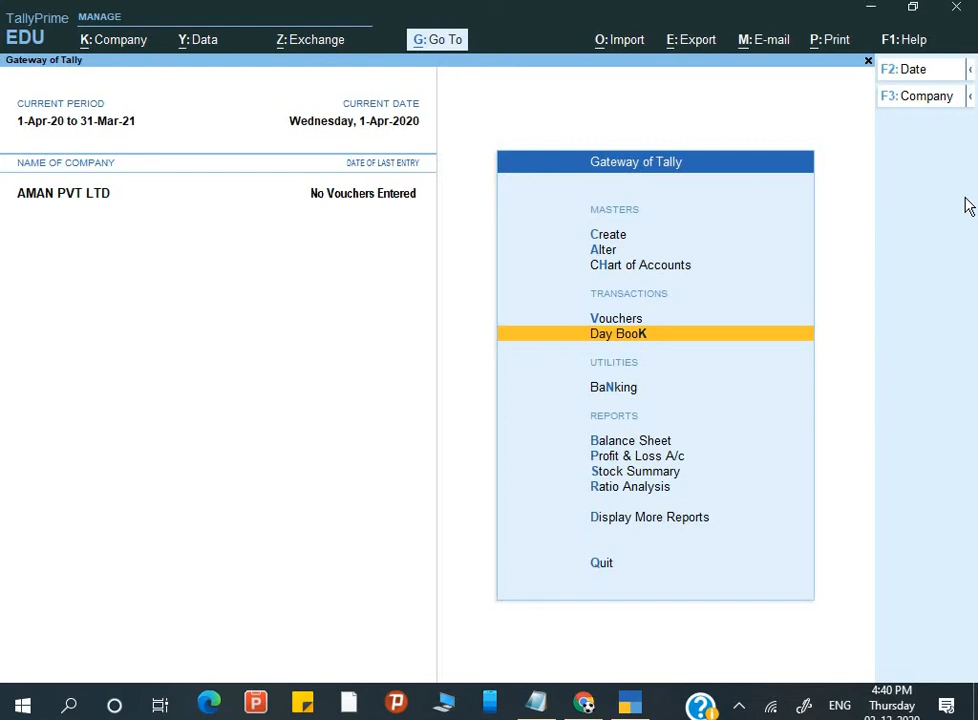 TallyPrime MANAGE
EDU K: Company Y: Data Z: Exchange G: Go To O: Import E: Export M: E-mail P: Print F1: Help
Gateway of Tally
F2: Date
F3: Company
CURRENT PERIOD CURRENT DATE
1-Apr-20 to 31-Mar-21 Wednesday, 1-Apr-2020
NAME OF COMPANY DATE OF LAST ENTRY
AMAN PVT LTD No Vouchers Entered
Gateway of Tally
MASTERS
Create
Alter
CHart of Accounts
TRANSACTIONS
Vouchers
Day BooK
UTILITIES
BaNking
REPORTS
Balance Sheet
Profit & Loss A/c
Stock Summary
Ratio Analysis
Display More Reports
Quit
ENG
4:40 PM
Thursday